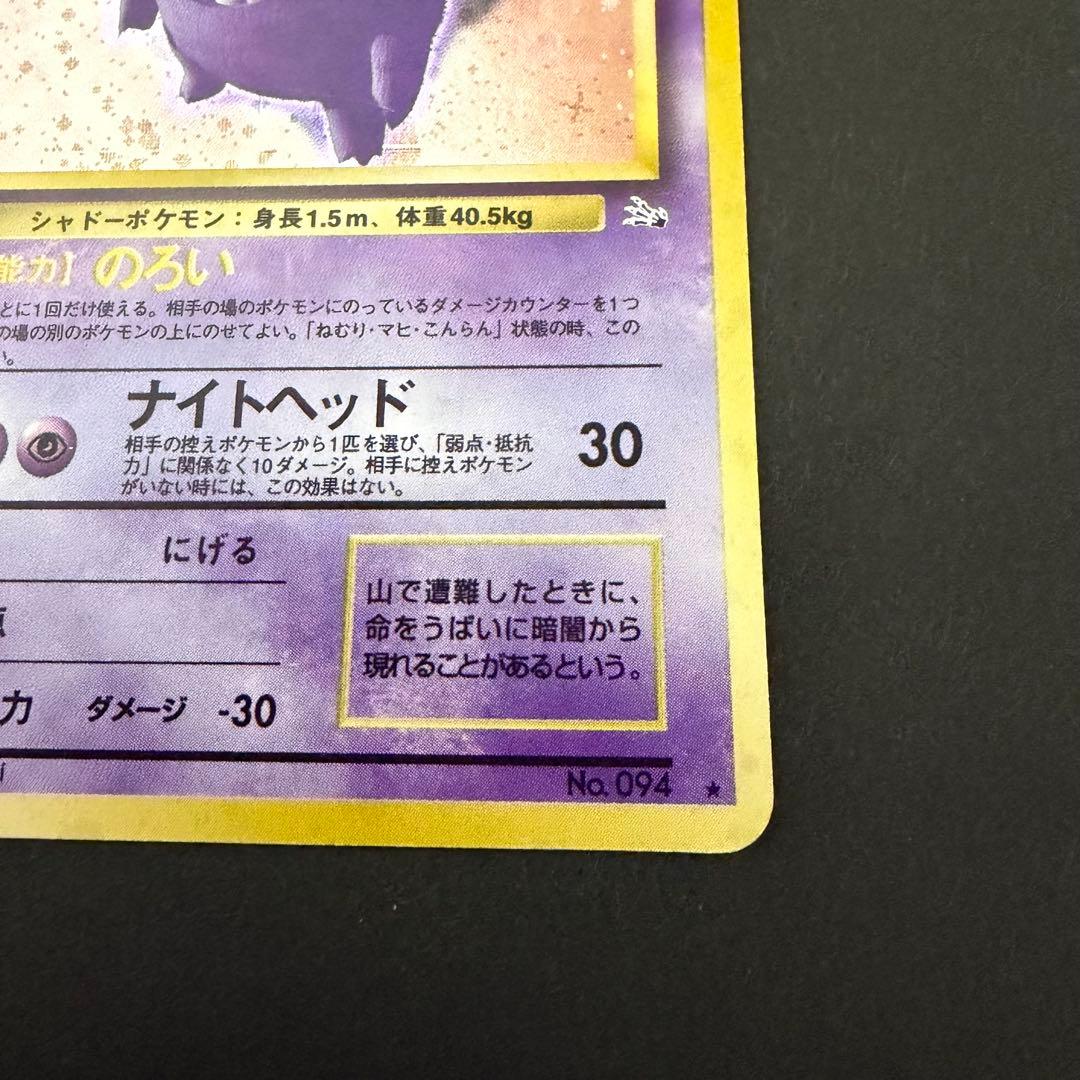 シャドーポケモン：身長1.5m、体重40.5kg
能力】のろい
とに1回だけ使える。相手の場のポケモンにのっているダメージカウンターを1つ
の場の別のポケモンの上にのせてよい。「ねむり・マヒ・こんらん」状態の時、この
い。
ナイトヘッド
相手の控えポケモンから1匹を選び、「弱点・抵抗
力」に関係なく10ダメージ。相手に控えポケモン
がいない時には、この効果はない。
30
にげる
点
力 ダメージ -30
山で遭難したときに、
命をうばいに暗闇から
現れることがあるという。
i
No. 094 ★